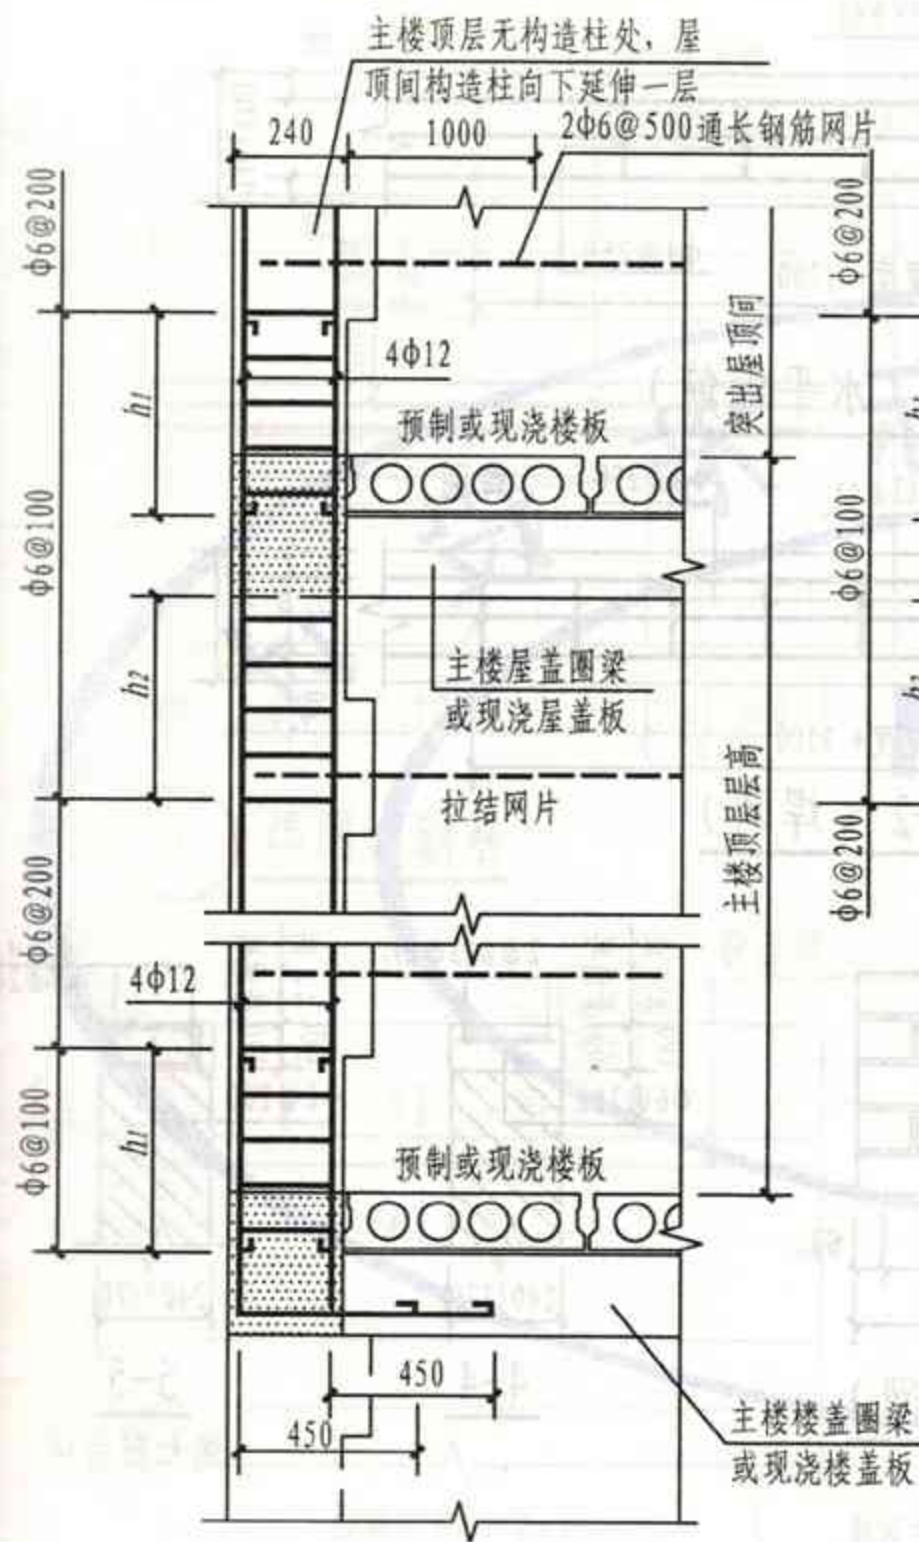 主楼顶层无构造柱处，屋
顶间构造柱向下延伸一层
240
1000
2ϕ6@500通长钢筋网片
ϕ6@200
ϕ6@200
h1
4ϕ12
突出屋顶间
预制或现浇楼板
ϕ6@100
ϕ6@100
h2
主楼屋盖圈梁
或现浇屋盖板
拉结网片
主楼顶层层高
ϕ6@200
ϕ6@200
4ϕ12
ϕ6@100
h1
预制或现浇楼板
450
450
主楼楼盖圈梁
或现浇楼盖板